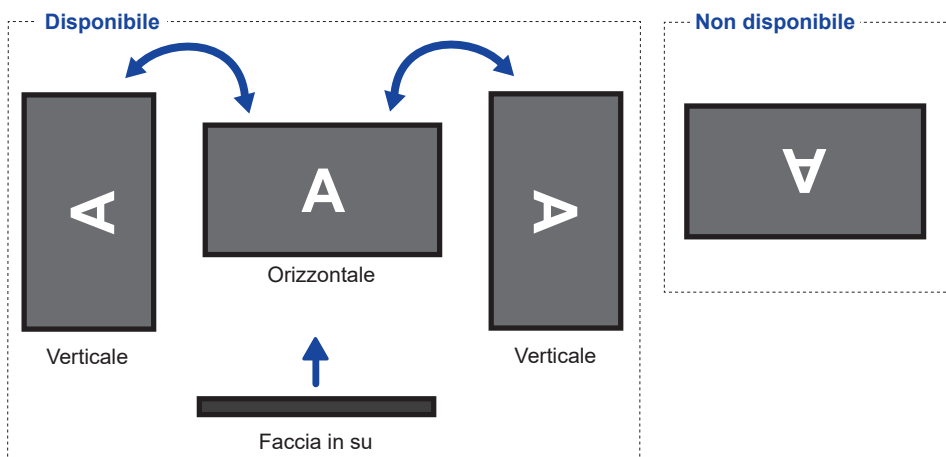 Disponibile
Non disponibile
A
A
A
A
Orizzontale
Verticale
Verticale
Faccia in su